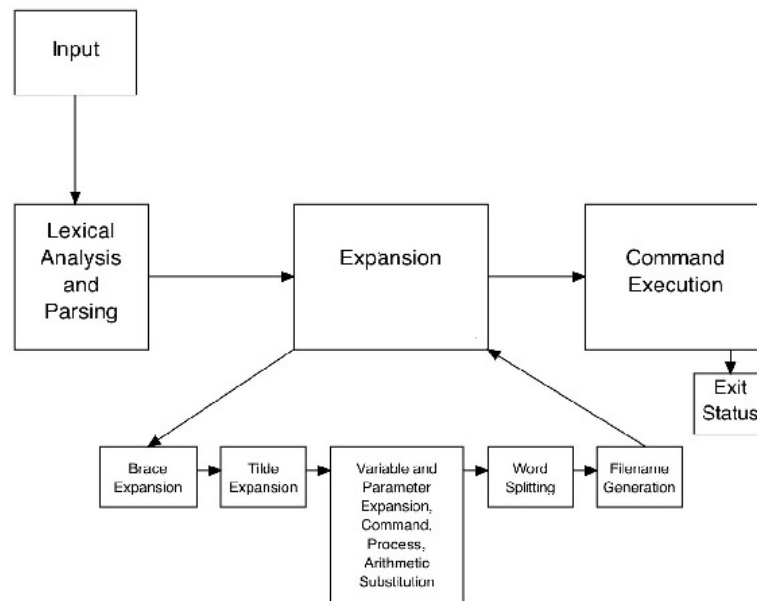 Input
Lexical
Analysis
and
Parsing
Expansion
Command
Execution
Exit
Status
Brace
Expansion
Tilde
Expansion
Variable and
Parameter
Expansion,
Command,
Process,
Arithmetic
Substitution
Word
Splitting
Filename
Generation